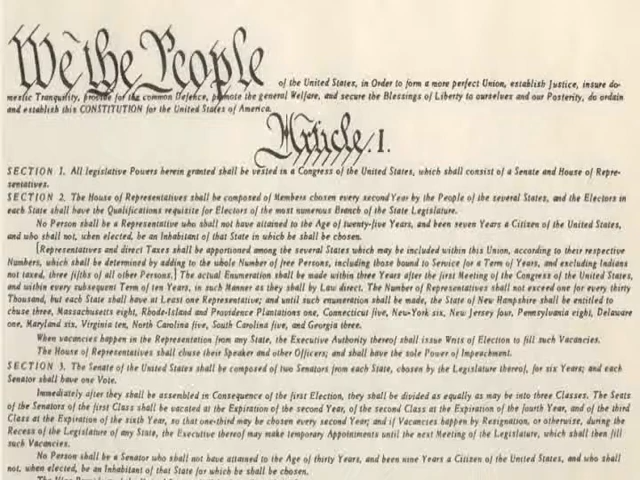 We the People of the United States, in Order to form a more perfect Union, establish Justice, insure do-
mestic Tranquility, provide for the common Defence, promote the general Welfare, and secure the Blessings of Liberty to ourselves and our Posterity, do ordain
and establish this CONSTITUTION for the United States of America.
Article. I.
SECTION 1. All legislative Powers herein granted shall be vested in a Congress of the United States, which shall consist of a Senate and House of Repre-
sentatives.
SECTION 2. The House of Representatives shall be composed of Members chosen every second Year by the People of the several States, and the Electors in
each State shall have the Qualifications requisite for Electors of the most numerous Branch of the State Legislature.
No Person shall be a Representative who shall not have attained to the Age of twenty-five Years, and been seven Years a Citizen of the United States,
and who shall not, when elected, be an Inhabitant of that State in which he shall be chosen.
[Representatives and direct Taxes shall be apportioned among the several States which may be included within this Union, according to their respective
Numbers, which shall be determined by adding to the whole Number of free Persons, including those bound to Service for a Term of Years, and excluding Indians
not taxed, three fifths of all other Persons.] The actual Enumeration shall be made within three Years after the first Meeting of the Congress of the United States,
and within every subsequent Term of ten Years, in such Manner as they shall by Law direct. The Number of Representatives shall not exceed one for every thirty
Thousand, but each State shall have at Least one Representative; and until such enumeration shall be made, the State of New Hampshire shall be entitled to
chuse three, Massachusetts eight, Rhode-Island and Providence Plantations one, Connecticut five, New-York six, New Jersey four, Pennsylvania eight, Delaware
one, Maryland six, Virginia ten, North Carolina five, South Carolina five, and Georgia three.
When vacancies happen in the Representation from any State, the Executive Authority thereof shall issue Writs of Election to fill such Vacancies.
The House of Representatives shall chuse their Speaker and other Officers; and shall have the sole Power of Impeachment.
SECTION 3. The Senate of the United States shall be composed of two Senators from each State, chosen by the Legislature thereof, for six Years; and each
Senator shall have one Vote.
Immediately after they shall be assembled in Consequence of the first Election, they shall be divided as equally as may be into three Classes. The Seats
of the Senators of the first Class shall be vacated at the Expiration of the second Year, of the second Class at the Expiration of the fourth Year, and of the third
Class at the Expiration of the sixth Year, so that one-third may be chosen every second Year; and if Vacancies happen by Resignation, or otherwise, during the
Recess of the Legislature of any State, the Executive thereof may make temporary Appointments until the next Meeting of the Legislature, which shall then fill
such Vacancies.
No Person shall be a Senator who shall not have attained to the Age of thirty Years, and been nine Years a Citizen of the United States, and who shall
not, when elected, be an Inhabitant of that State for which he shall be chosen.